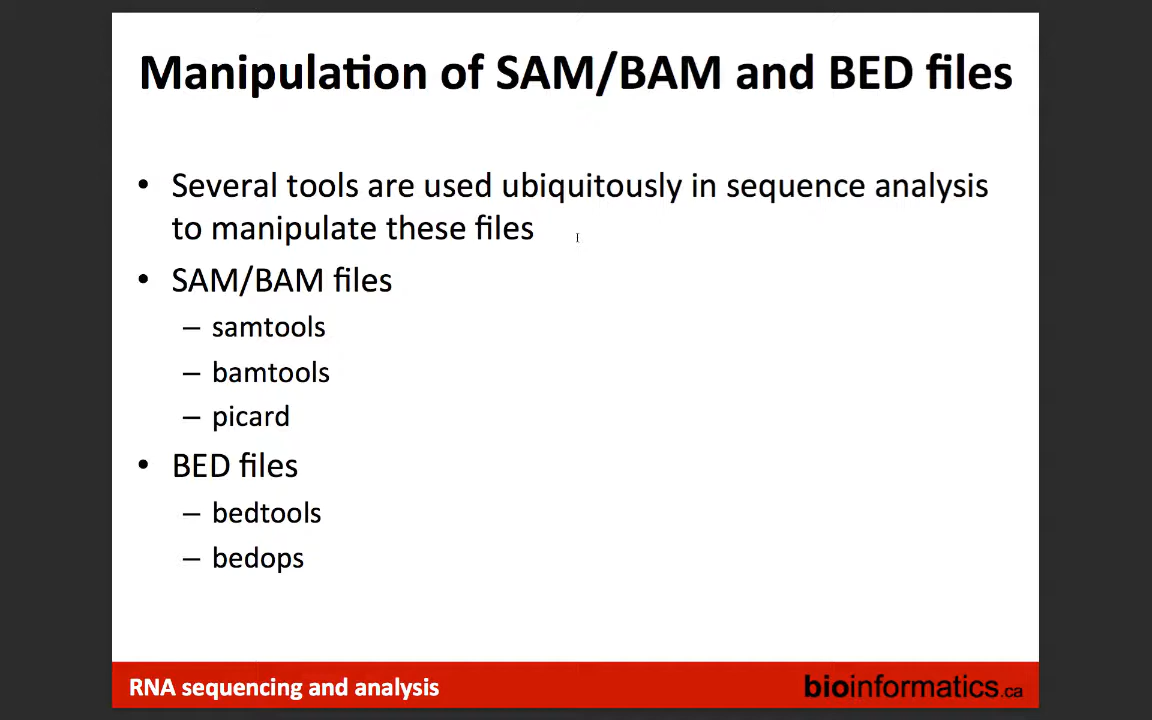 Manipulation of SAM/BAM and BED files
• Several tools are used ubiquitously in sequence analysis
to manipulate these files
• SAM/BAM files
– samtools
– bamtools
– picard
• BED files
– bedtools
– bedops
RNA sequencing and analysis
bioinformatics.ca